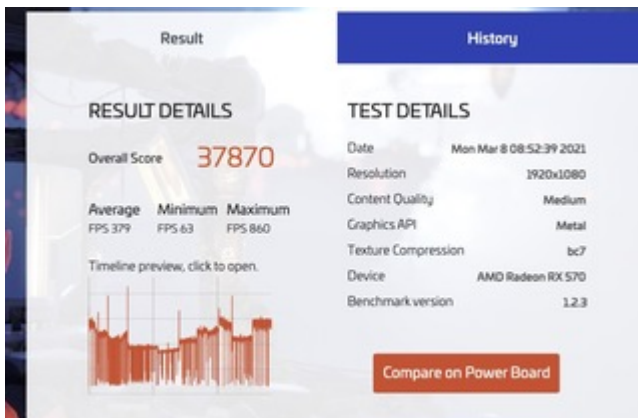 Result
History
RESULT DETAILS
Overall Score 37870
Average Minimum Maximum
FPS 379 FPS 63 FPS 860
Timeline preview, click to open.
TEST DETAILS
Date Mon Mar 8 08:52:39 2021
Resolution 1920x1080
Content Quality Medium
Graphics API Metal
Texture Compression bc7
Device AMD Radeon RX 570
Benchmark version 1.2.3
Compare on Power Board